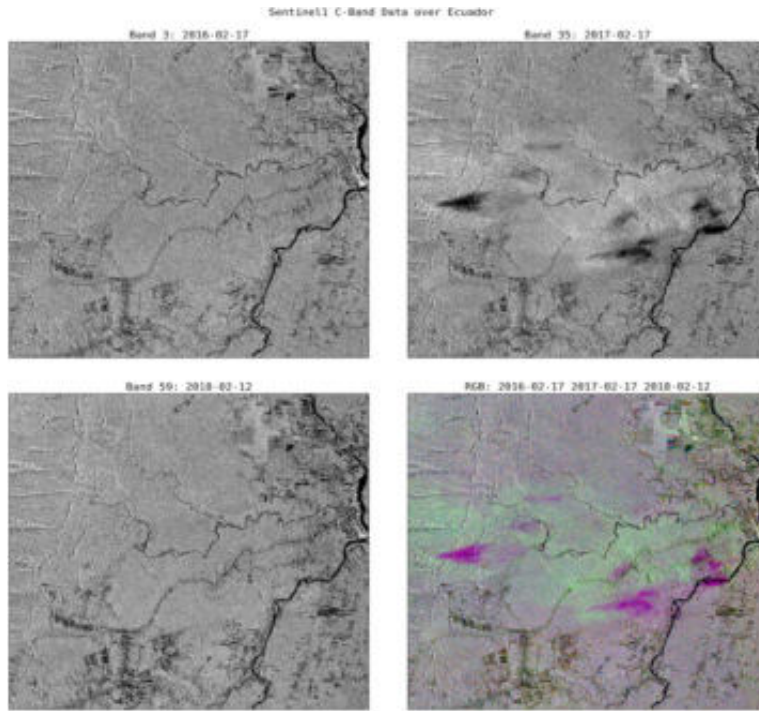 Sentinel1 C-Band Data over Ecuador
Band 3: 2016-02-17
Band 35: 2017-02-17
Band 59: 2018-02-12
RGB: 2016-02-17 2017-02-17 2018-02-12